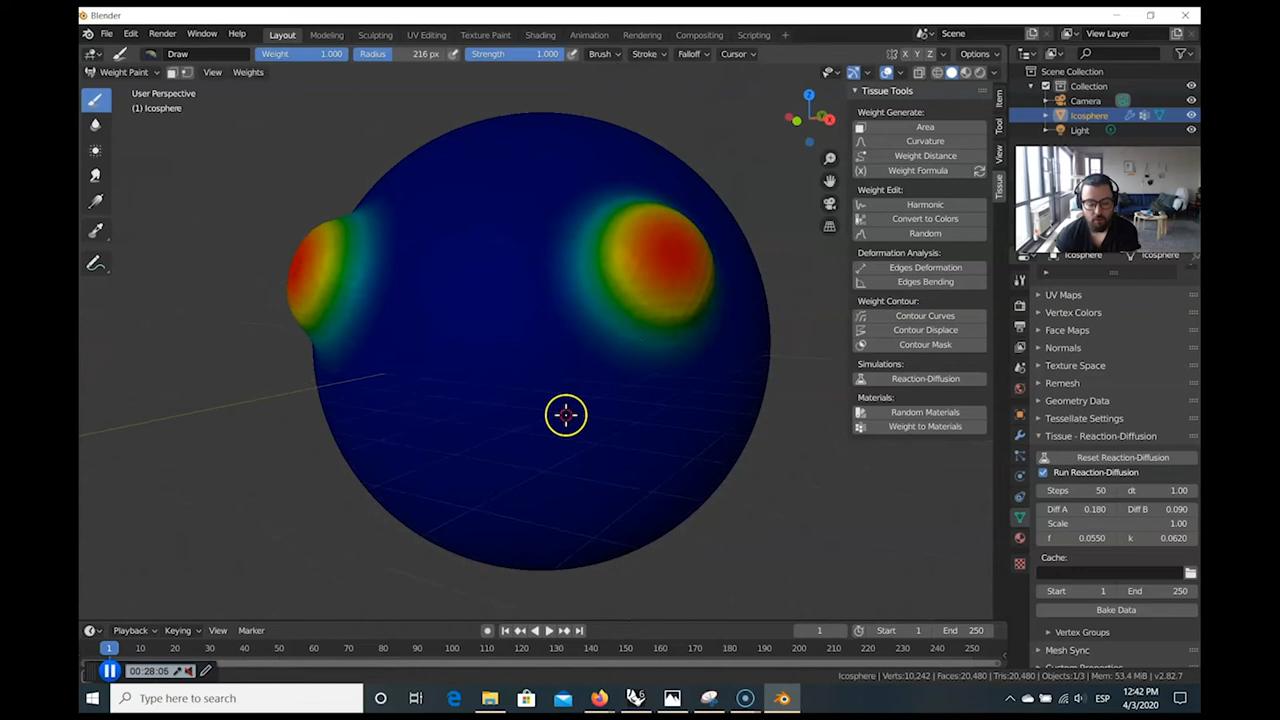 Blender
File Edit Render Window Help Layout Modeling Sculpting UV Editing Texture Paint Shading Animation Rendering Compositing Scripting + Scene View Layer
Draw Weight 1.000 Radius 216 px Strength 1.000 Brush Stroke Falloff Cursor X Y Z Options
Weight Paint View Weights
User Perspective
(1) Icosphere
Z
X
Tissue Tools
Weight Generate:
Area
Curvature
Weight Distance
(x) Weight Formula
Weight Edit:
Harmonic
Convert to Colors
Random
Deformation Analysis:
Edges Deformation
Edges Bending
Weight Contour:
Contour Curves
Contour Displace
Contour Mask
Simulations:
Reaction-Diffusion
Materials:
Random Materials
Weight to Materials
Item
Tool
View
Tissue
Scene Collection
Collection
Camera
Icosphere
Light
Icosphere Icosphere
UV Maps
Vertex Colors
Face Maps
Normals
Texture Space
Remesh
Geometry Data
Tessellate Settings
Tissue - Reaction-Diffusion
Reset Reaction-Diffusion
Run Reaction-Diffusion
Steps 50 dt 1.00
Diff A 0.180 Diff B 0.090
Scale 1.00
f 0.0550 k 0.0620
Cache:
Start 1 End 250
Bake Data
Vertex Groups
Mesh Sync
Custom Properties
Playback Keying View Marker 1 Start 1 End 250
1 10 20 30 40 50 60 70 80 90 100 110 120 130 140 150 160 170 180 190 200 210 220 230 240 250
00:28:05
Icosphere | Verts:10,242 | Faces:20,480 | Tris:20,480 | Objects:1/3 | Mem: 53.4 MiB | v2.82.7
Type here to search
ESP
12:42 PM
4/3/2020